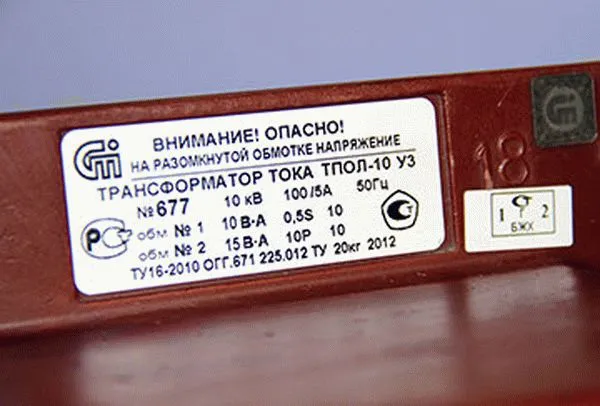 ВНИМАНИЕ! ОПАСНО!
НА РАЗОМКНУТОЙ ОБМОТКЕ НАПРЯЖЕНИЕ
ТРАНСФОРМАТОР ТОКА ТПОЛ-10 У3
№677 10 кВ 100/5А 50Гц
обм № 1 10 В·А 0,5S 10
обм № 2 15 В·А 10Р 10
ТУ16-2010 ОГГ.671 225.012 ТУ 20кг 2012
18
1 2
БЖХ